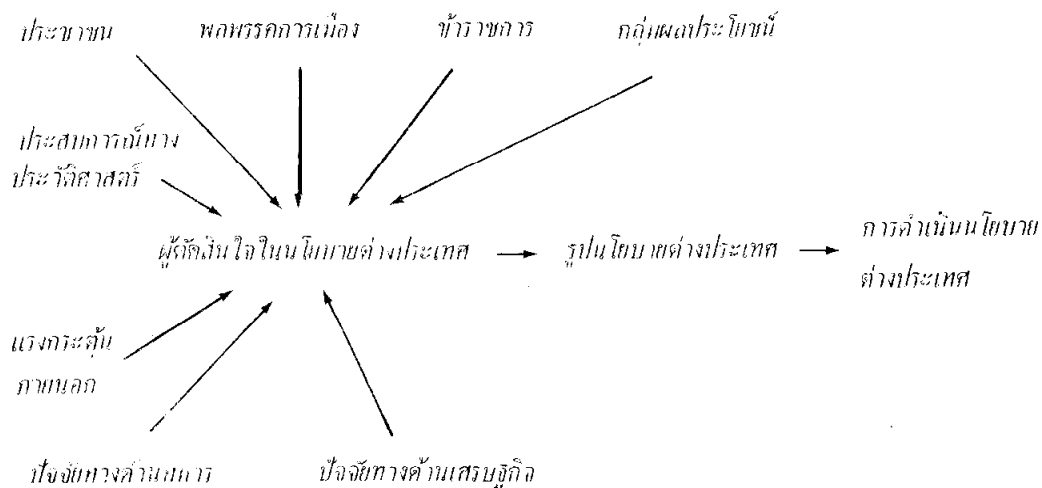 ประชาชน พลพรรคการเมือง ข้าราชการ กลุ่มผลประโยชน์
ประสบการณ์ทาง
ประวัติศาสตร์
ผู้ตัดสินใจในนโยบายต่างประเทศ รูปนโยบายต่างประเทศ การดำเนินนโยบาย
ต่างประเทศ
แรงกระตุ้น
ภายนอก
ปัจจัยทางด้านทหาร ปัจจัยทางด้านเศรษฐกิจ